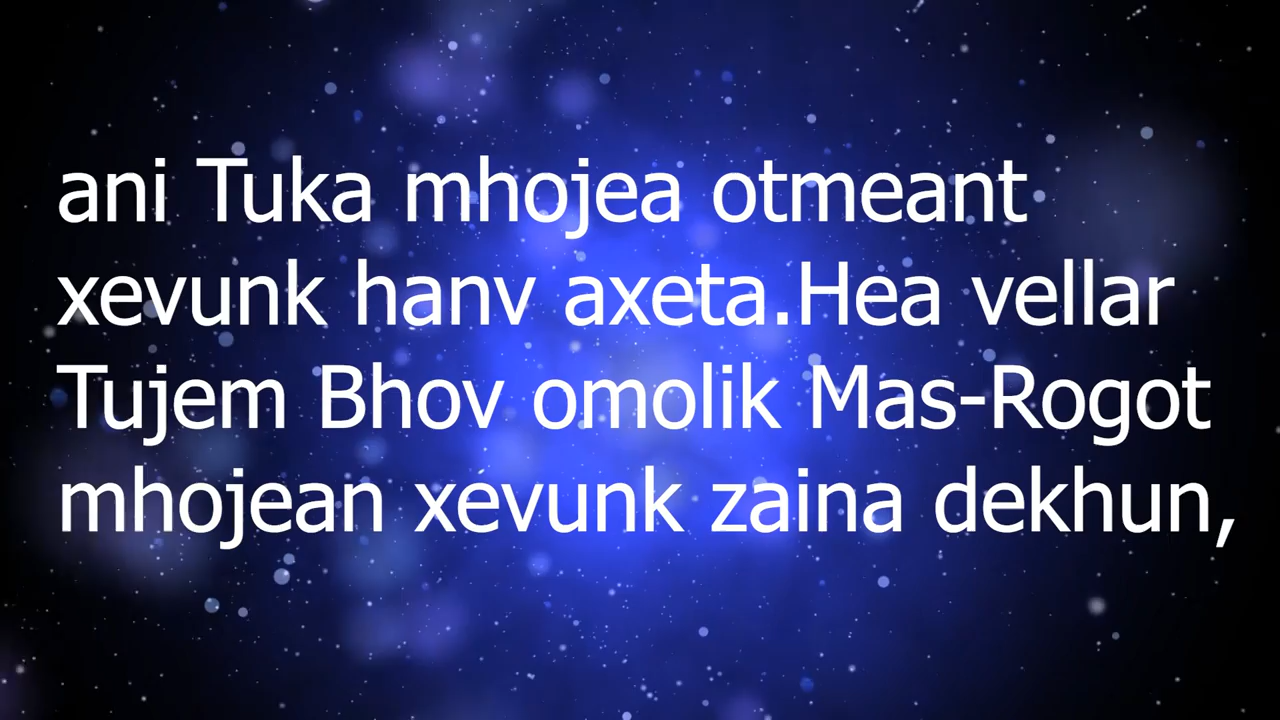 ani Tuka mhojea otmeant
xevunk hanv axeta.Hea vellar
Tujem Bhov omolik Mas-Rogot
mhojean xevunk zaina dekhun,